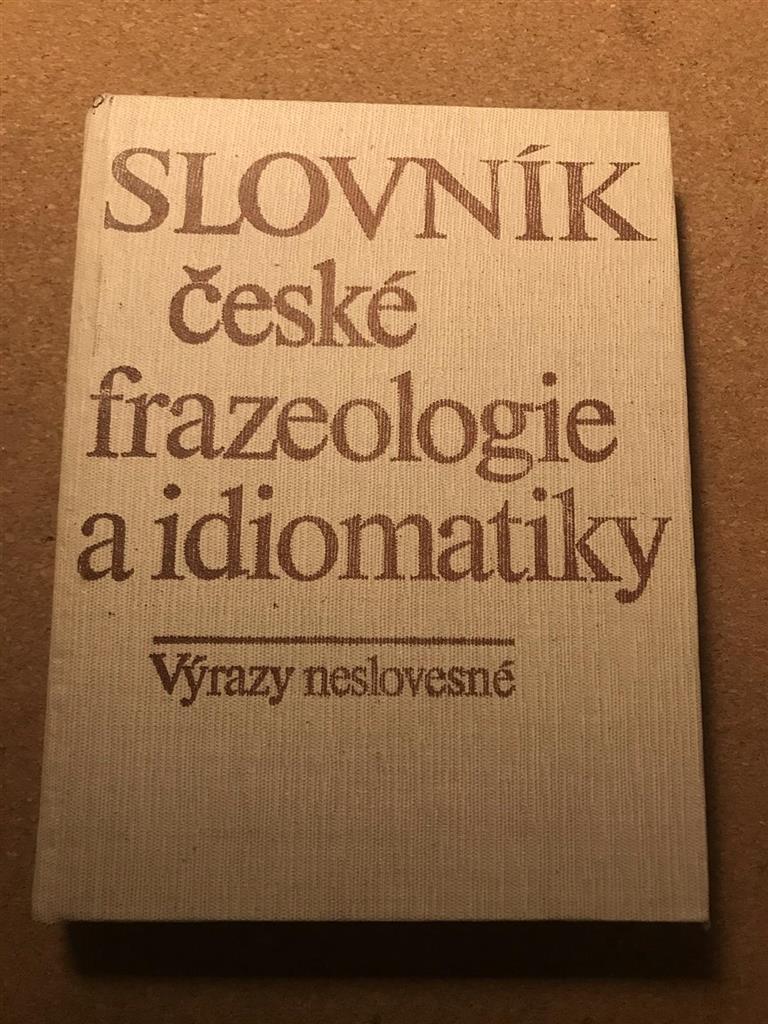 SLOVNÍK
české
frazeologie
a idiomatiky
Výrazy neslovesné